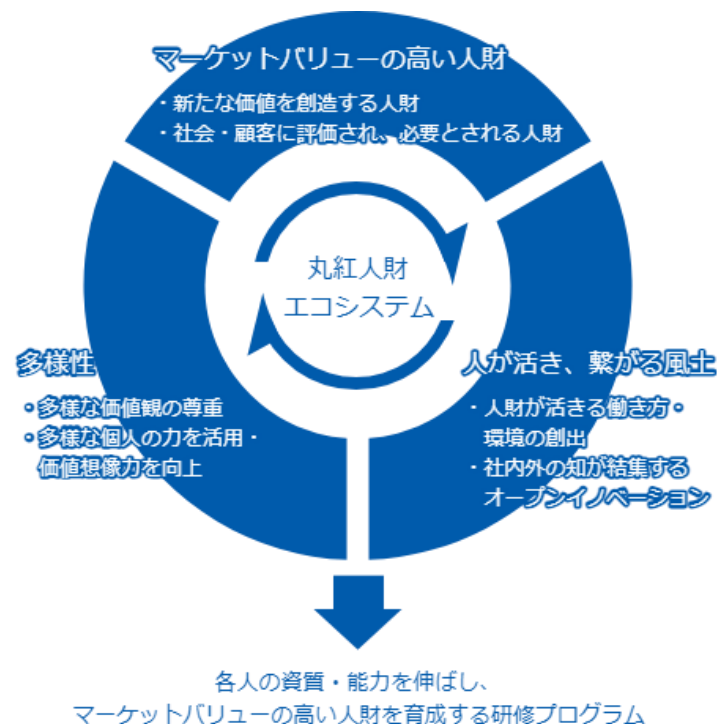 マーケットバリューの高い人財
・新たな価値を創造する人財
・社会・顧客に評価され、必要とされる人財
丸紅人財
エコシステム
多様性
・多様な価値観の尊重
・多様な個人の力を活用・
価値想像力を向上
人が活き、繋がる風土
・人財が活きる働き方・
環境の創出
・社内外の知が結集する
オープンイノベーション
各人の資質・能力を伸ばし、
マーケットバリューの高い人財を育成する研修プログラム